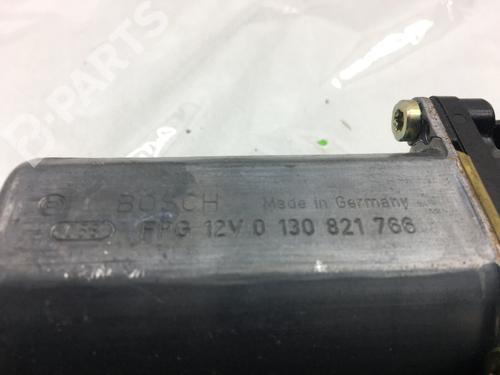 B-PARTS
BOSCH Made in Germany
FPG 12V 0 130 821 766